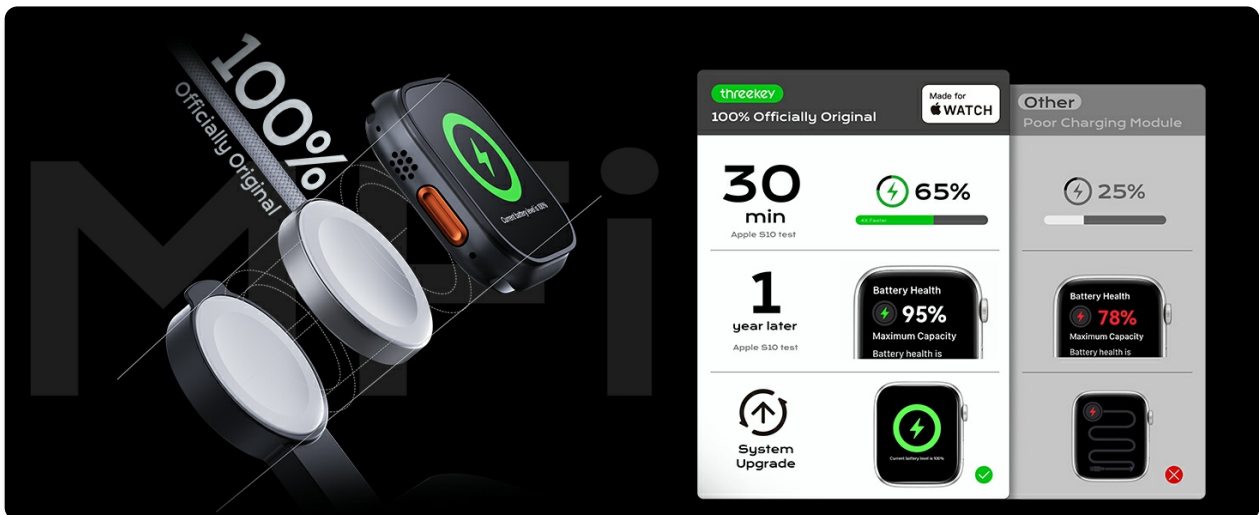 MFi
100%
Officially Original
Current battery level is 100%
threekey
100% Officially Original
Made for
WATCH
Other
Poor Charging Module
30
min
Apple S10 test
65%
4X Faster
25%
1
year later
Apple S10 test
Battery Health
95%
Maximum Capacity
Battery health is
Battery Health
78%
Maximum Capacity
Battery health is
System
Upgrade
Current battery level is 100%